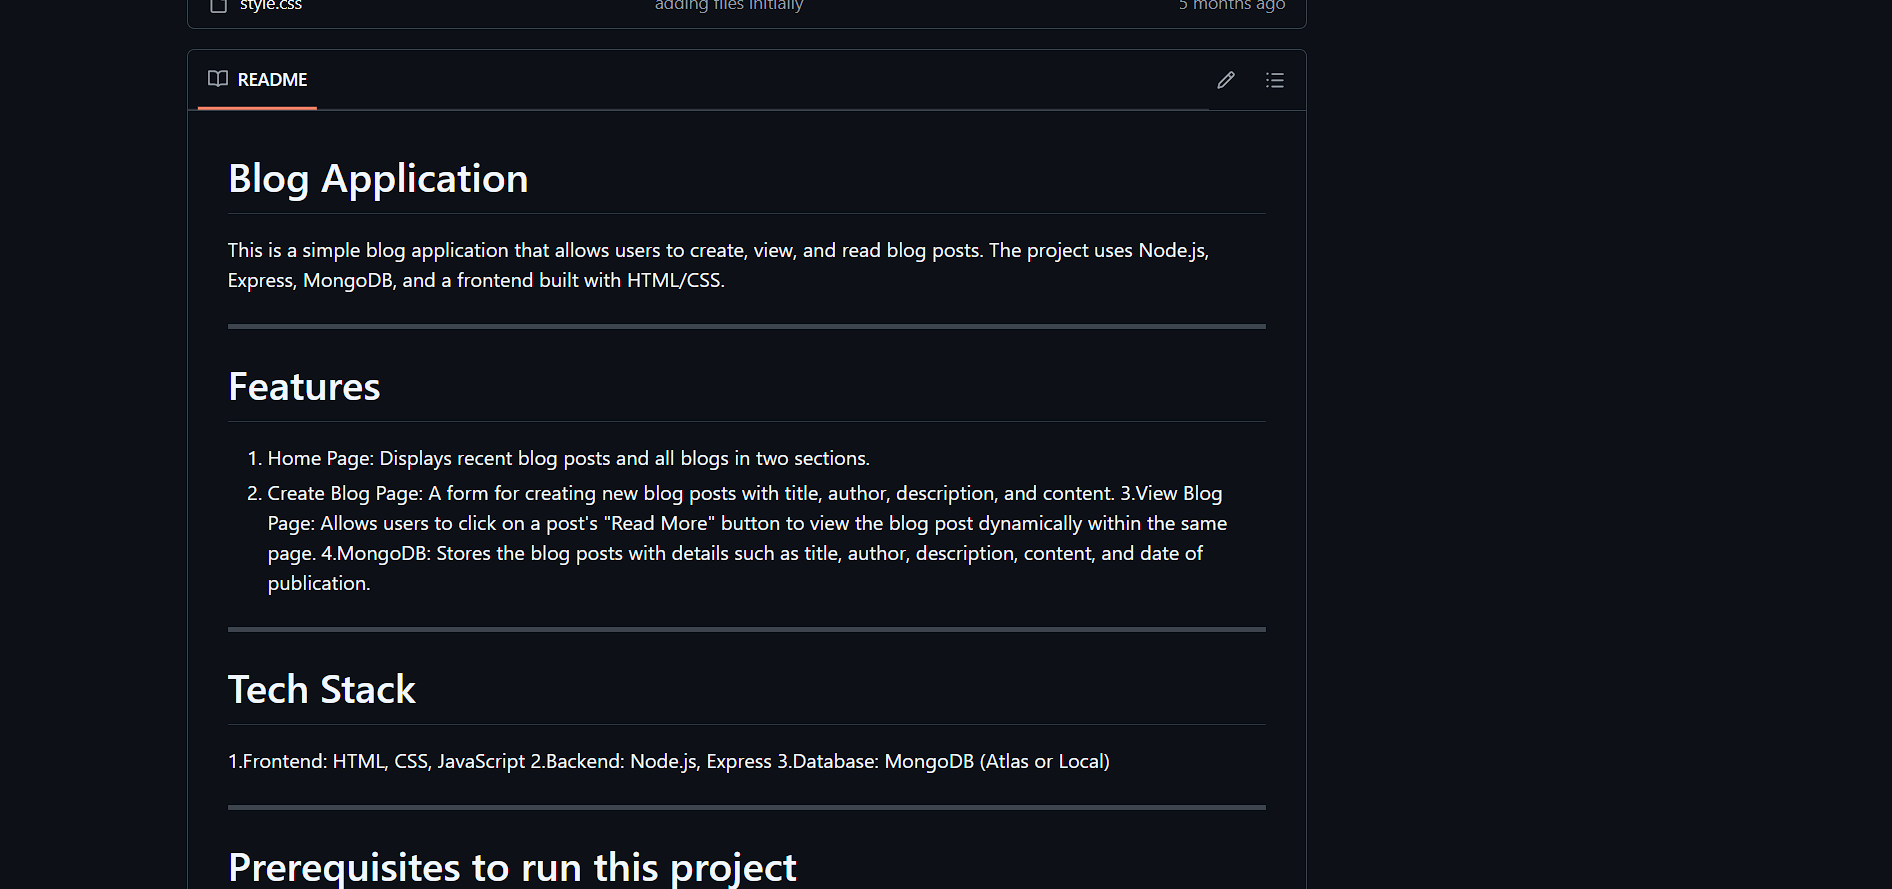 style.css adding files initially 5 months ago
README
Blog Application
This is a simple blog application that allows users to create, view, and read blog posts. The project uses Node.js,
Express, MongoDB, and a frontend built with HTML/CSS.
Features
1. Home Page: Displays recent blog posts and all blogs in two sections.
2. Create Blog Page: A form for creating new blog posts with title, author, description, and content. 3.View Blog
Page: Allows users to click on a post's "Read More" button to view the blog post dynamically within the same
page. 4.MongoDB: Stores the blog posts with details such as title, author, description, content, and date of
publication.
Tech Stack
1.Frontend: HTML, CSS, JavaScript 2.Backend: Node.js, Express 3.Database: MongoDB (Atlas or Local)
Prerequisites to run this project